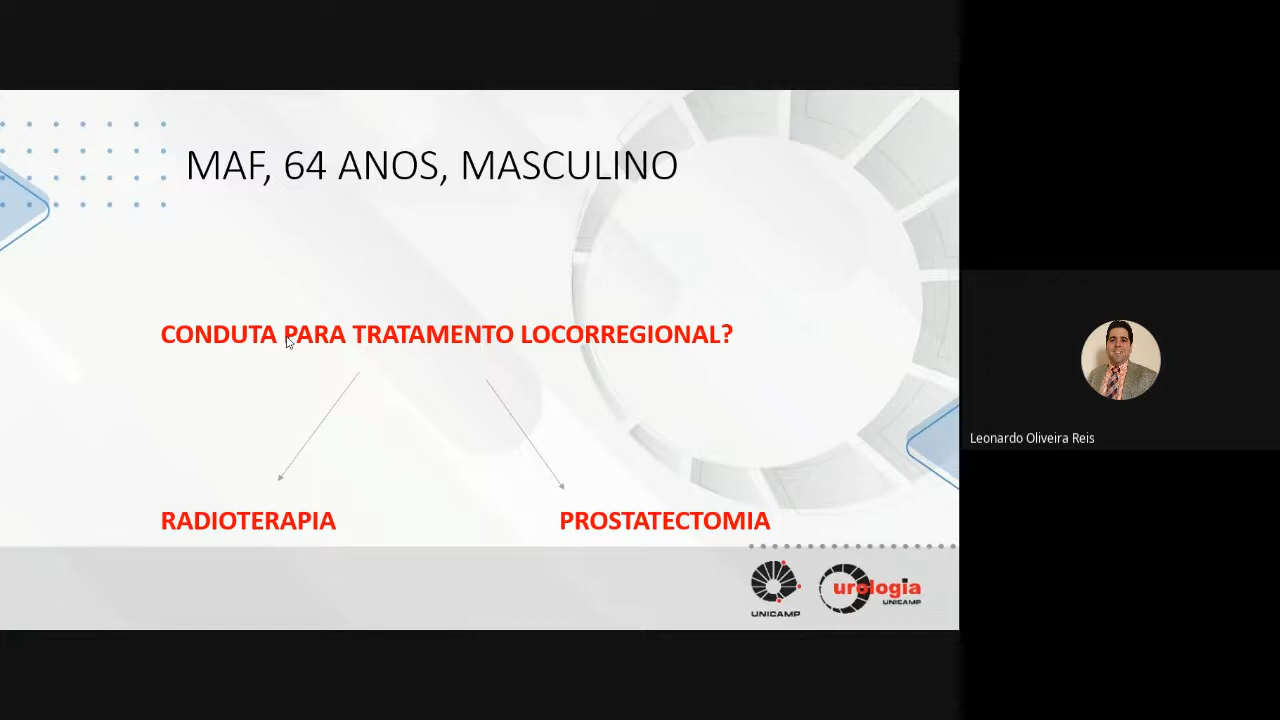 MAF, 64 ANOS, MASCULINO
CONDUTA PARA TRATAMENTO LOCORREGIONAL?
RADIOTERAPIA
PROSTATECTOMIA
UNICAMP
urologia
UNICAMP
Leonardo Oliveira Reis